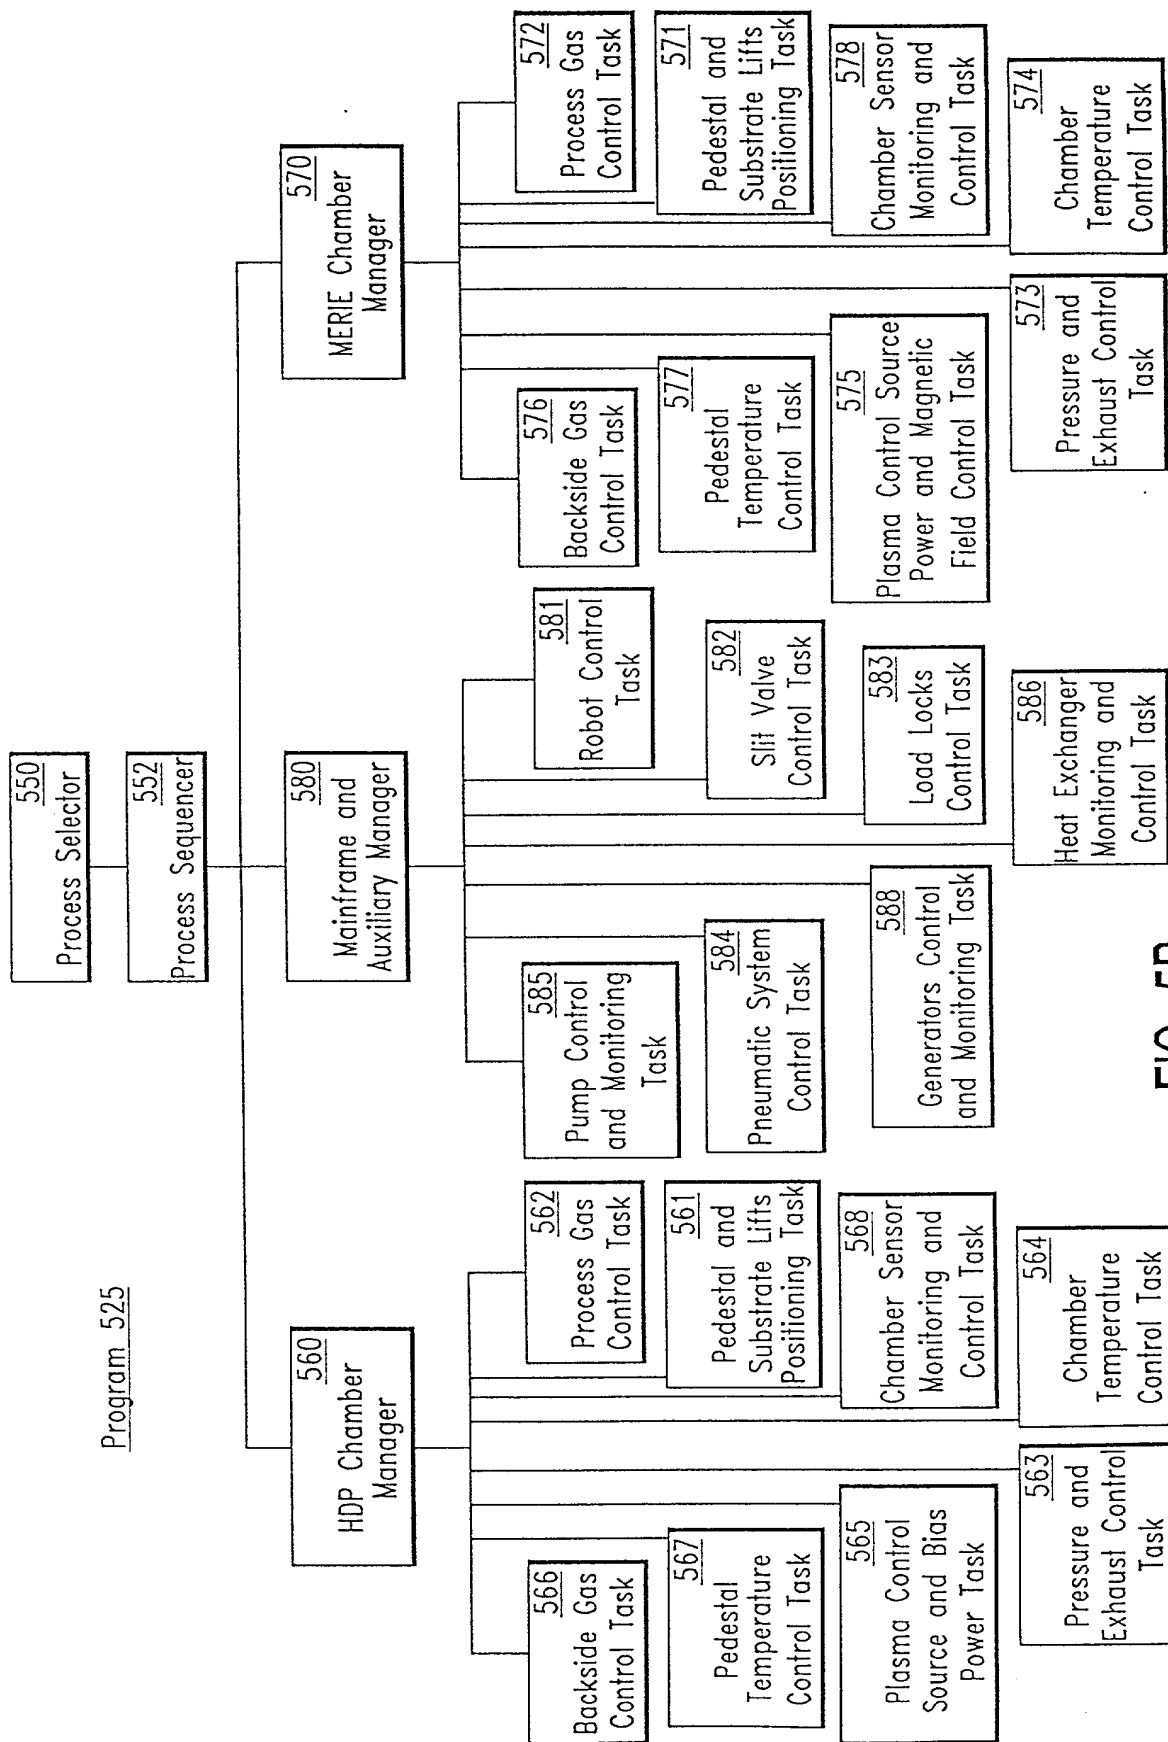 Program 525
550
Process Selector
552
Process Sequencer
560
HDP Chamber
Manager
580
Mainframe and
Auxiliary Manager
570
MERIE Chamber
Manager
566
Backside Gas
Control Task
562
Process Gas
Control Task
567
Pedestal
Temperature
Control Task
561
Pedestal and
Substrate Lifts
Positioning Task
565
Plasma Control
Source and Bias
Power Task
568
Chamber Sensor
Monitoring and
Control Task
563
Pressure and
Exhaust Control
Task
564
Chamber
Temperature
Control Task
585
Pump Control
and Monitoring
Task
581
Robot Control
Task
584
Pneumatic System
Control Task
582
Slit Valve
Control Task
588
Generators Control
and Monitoring Task
583
Load Locks
Control Task
586
Heat Exchanger
Monitoring and
Control Task
576
Backside Gas
Control Task
572
Process Gas
Control Task
577
Pedestal
Temperature
Control Task
571
Pedestal and
Substrate Lifts
Positioning Task
575
Plasma Control Source
Power and Magnetic
Field Control Task
578
Chamber Sensor
Monitoring and
Control Task
573
Pressure and
Exhaust Control
Task
574
Chamber
Temperature
Control Task